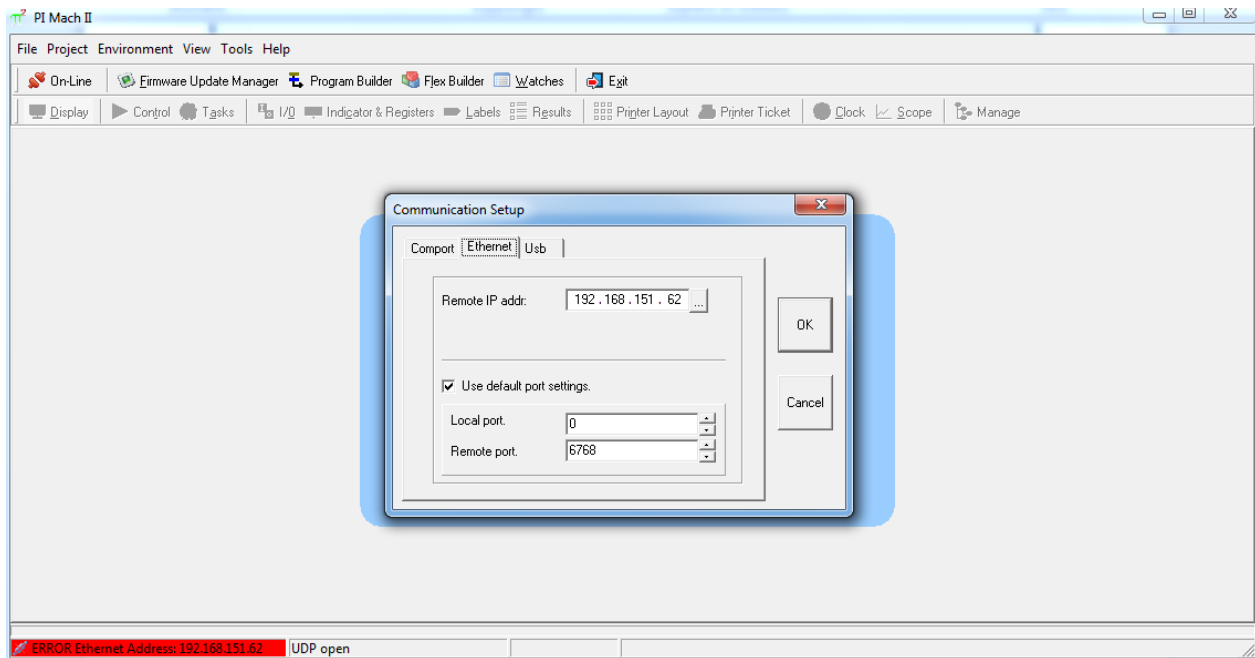 π² PI Mach II
File Project Environment View Tools Help
On-Line Firmware Update Manager Program Builder Flex Builder Watches Exit
Display Control Tasks I/O Indicator & Registers Labels Results Printer Layout Printer Ticket Clock Scope Manage
Communication Setup
Comport Ethernet Usb
Remote IP addr: 192 . 168 . 151 . 62 ...
OK
Use default port settings.
Cancel
Local port. 0
Remote port. 6768
ERROR Ethernet Address: 192.168.151.62 UDP open